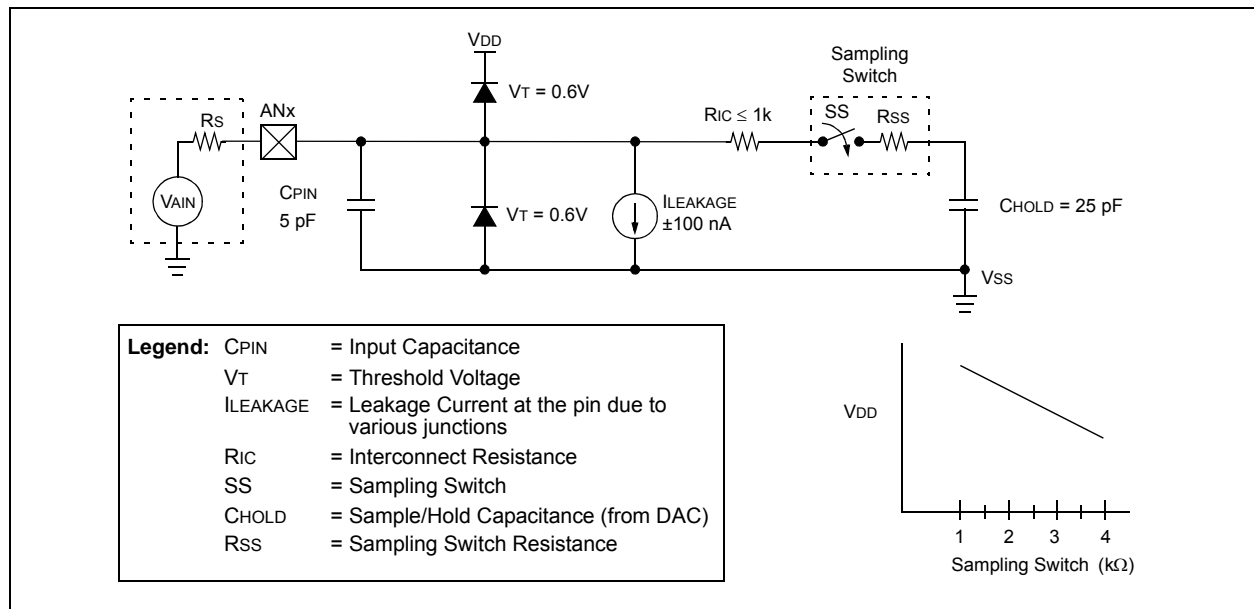 VDD
Sampling
Switch
VT = 0.6V
ANx
RS
RIC ≤ 1k
SS
RSS
VAIN
CPIN
5 pF
VT = 0.6V
ILEAKAGE
±100 nA
CHOLD = 25 pF
VSS
Legend: CPIN = Input Capacitance
VT = Threshold Voltage
ILEAKAGE = Leakage Current at the pin due to
various junctions
RIC = Interconnect Resistance
SS = Sampling Switch
CHOLD = Sample/Hold Capacitance (from DAC)
RSS = Sampling Switch Resistance
VDD
1 2 3 4
Sampling Switch (kΩ)